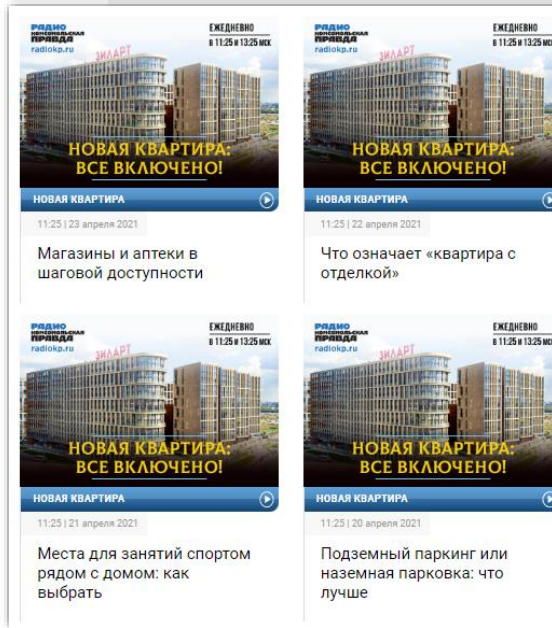 РАДИО
КОМСОМОЛЬСКАЯ
ПРАВДА
radiokp.ru
ЕЖЕДНЕВНО
В 11:25 И 13:25 МСК
ЗИЛАРТ
НОВАЯ КВАРТИРА:
ВСЕ ВКЛЮЧЕНО!
НОВАЯ КВАРТИРА
11:25 | 23 апреля 2021
Магазины и аптеки в
шаговой доступности
РАДИО
КОМСОМОЛЬСКАЯ
ПРАВДА
radiokp.ru
ЕЖЕДНЕВНО
В 11:25 И 13:25 МСК
ЗИЛАРТ
НОВАЯ КВАРТИРА:
ВСЕ ВКЛЮЧЕНО!
НОВАЯ КВАРТИРА
11:25 | 22 апреля 2021
Что означает «квартира с
отделкой»
РАДИО
КОМСОМОЛЬСКАЯ
ПРАВДА
radiokp.ru
ЕЖЕДНЕВНО
В 11:25 И 13:25 МСК
ЗИЛАРТ
НОВАЯ КВАРТИРА:
ВСЕ ВКЛЮЧЕНО!
НОВАЯ КВАРТИРА
11:25 | 21 апреля 2021
Места для занятий спортом
рядом с домом: как
выбрать
РАДИО
КОМСОМОЛЬСКАЯ
ПРАВДА
radiokp.ru
ЕЖЕДНЕВНО
В 11:25 И 13:25 МСК
ЗИЛАРТ
НОВАЯ КВАРТИРА:
ВСЕ ВКЛЮЧЕНО!
НОВАЯ КВАРТИРА
11:25 | 20 апреля 2021
Подземный паркинг или
наземная парковка: что
лучше